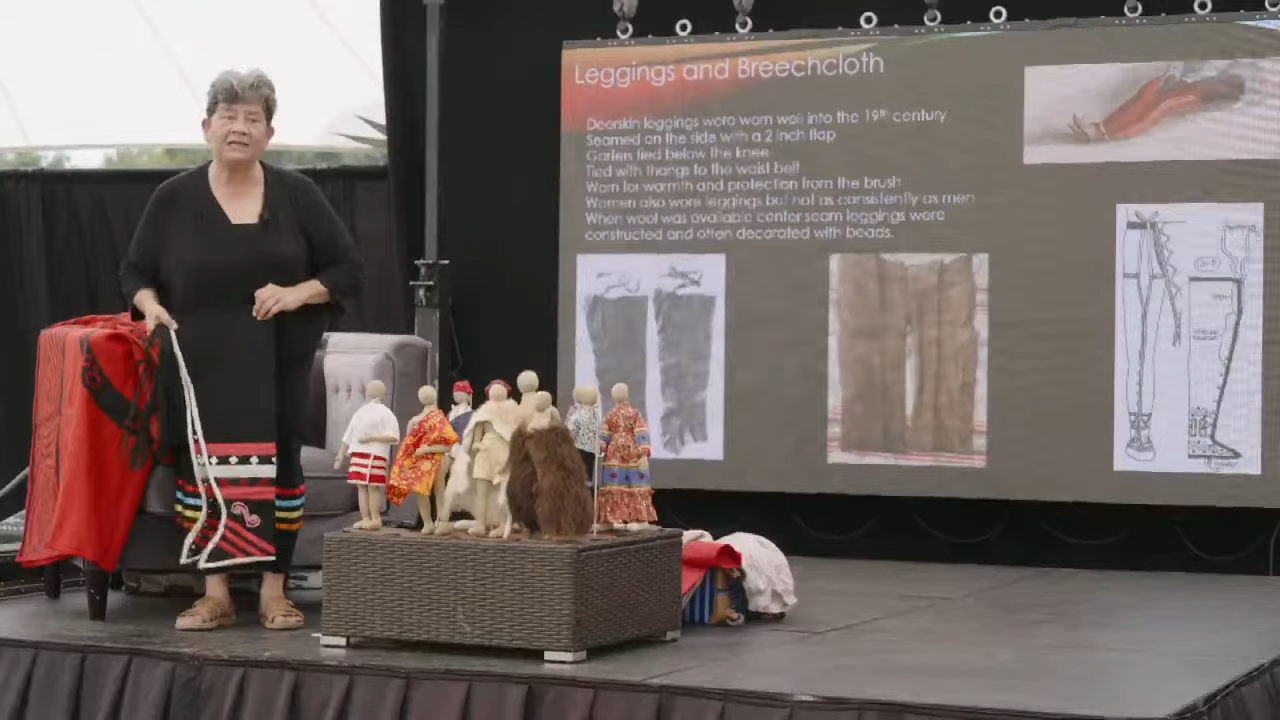 Leggings and Breechcloth
Deerskin leggings were worn well into the 19th century
Seamed on the side with a 2 inch flap
Garters tied below the knee
Tied with thongs to the waist belt
Worn for warmth and protection from the brush
Women also wore leggings but not as consistently as men
When wool was available center seam leggings were
constructed and often decorated with beads.